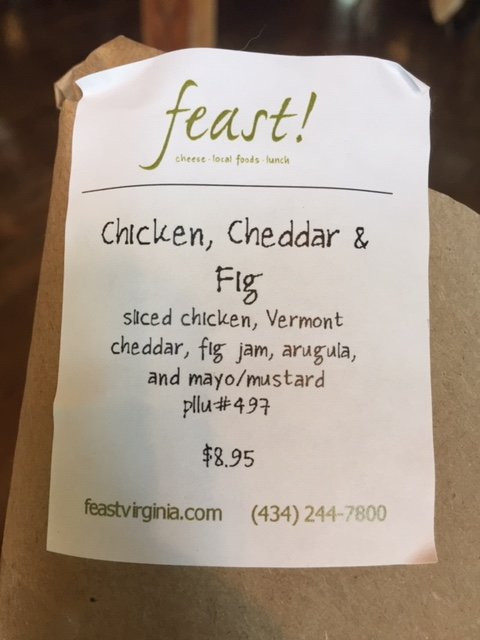 feast!
cheese · local foods · lunch
Chicken, Cheddar &
Fig
sliced chicken, Vermont
cheddar, fig jam, arugula,
and mayo/mustard
pllu#497
$8.95
feastvirginia.com (434) 244-7800